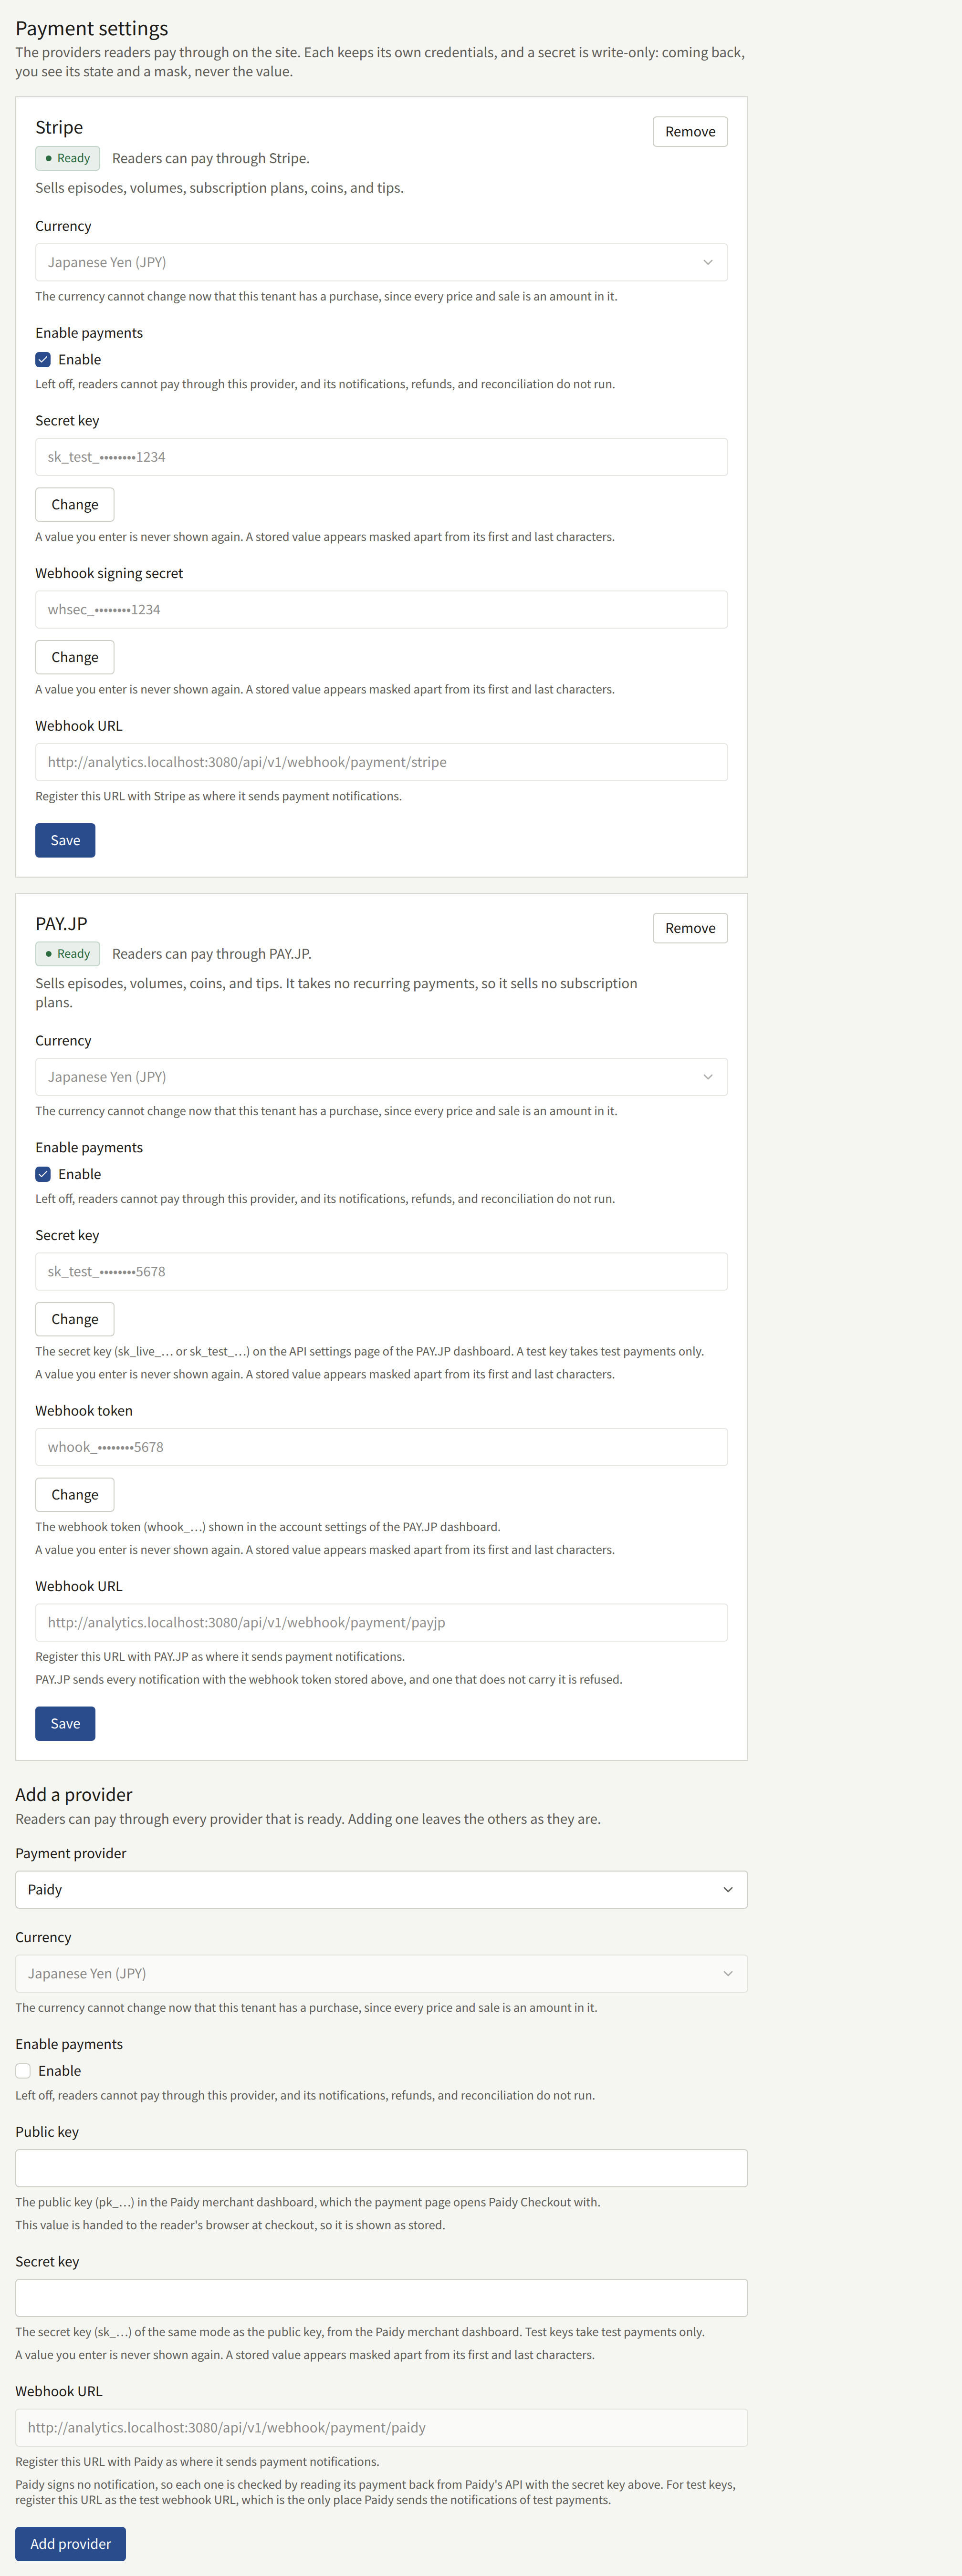 Payment settings
The providers readers pay through on the site. Each keeps its own credentials, and a secret is write-only: coming back,
you see its state and a mask, never the value.
Stripe
Remove
Ready
Readers can pay through Stripe.
Sells episodes, volumes, subscription plans, coins, and tips.
Currency
Japanese Yen (JPY)
The currency cannot change now that this tenant has a purchase, since every price and sale is an amount in it.
Enable payments
Enable
Left off, readers cannot pay through this provider, and its notifications, refunds, and reconciliation do not run.
Secret key
sk_test_••••••••1234
Change
A value you enter is never shown again. A stored value appears masked apart from its first and last characters.
Webhook signing secret
whsec_••••••••1234
Change
A value you enter is never shown again. A stored value appears masked apart from its first and last characters.
Webhook URL
http://analytics.localhost:3080/api/v1/webhook/payment/stripe
Register this URL with Stripe as where it sends payment notifications.
Save
PAY.JP
Remove
Ready
Readers can pay through PAY.JP.
Sells episodes, volumes, coins, and tips. It takes no recurring payments, so it sells no subscription
plans.
Currency
Japanese Yen (JPY)
The currency cannot change now that this tenant has a purchase, since every price and sale is an amount in it.
Enable payments
Enable
Left off, readers cannot pay through this provider, and its notifications, refunds, and reconciliation do not run.
Secret key
sk_test_••••••••5678
Change
The secret key (sk_live_… or sk_test_…) on the API settings page of the PAY.JP dashboard. A test key takes test payments only.
A value you enter is never shown again. A stored value appears masked apart from its first and last characters.
Webhook token
whook_••••••••5678
Change
The webhook token (whook_…) shown in the account settings of the PAY.JP dashboard.
A value you enter is never shown again. A stored value appears masked apart from its first and last characters.
Webhook URL
http://analytics.localhost:3080/api/v1/webhook/payment/payjp
Register this URL with PAY.JP as where it sends payment notifications.
PAY.JP sends every notification with the webhook token stored above, and one that does not carry it is refused.
Save
Add a provider
Readers can pay through every provider that is ready. Adding one leaves the others as they are.
Payment provider
Paidy
Currency
Japanese Yen (JPY)
The currency cannot change now that this tenant has a purchase, since every price and sale is an amount in it.
Enable payments
Enable
Left off, readers cannot pay through this provider, and its notifications, refunds, and reconciliation do not run.
Public key
The public key (pk_…) in the Paidy merchant dashboard, which the payment page opens Paidy Checkout with.
This value is handed to the reader's browser at checkout, so it is shown as stored.
Secret key
The secret key (sk_…) of the same mode as the public key, from the Paidy merchant dashboard. Test keys take test payments only.
A value you enter is never shown again. A stored value appears masked apart from its first and last characters.
Webhook URL
http://analytics.localhost:3080/api/v1/webhook/payment/paidy
Register this URL with Paidy as where it sends payment notifications.
Paidy signs no notification, so each one is checked by reading its payment back from Paidy's API with the secret key above. For test keys,
register this URL as the test webhook URL, which is the only place Paidy sends the notifications of test payments.
Add provider